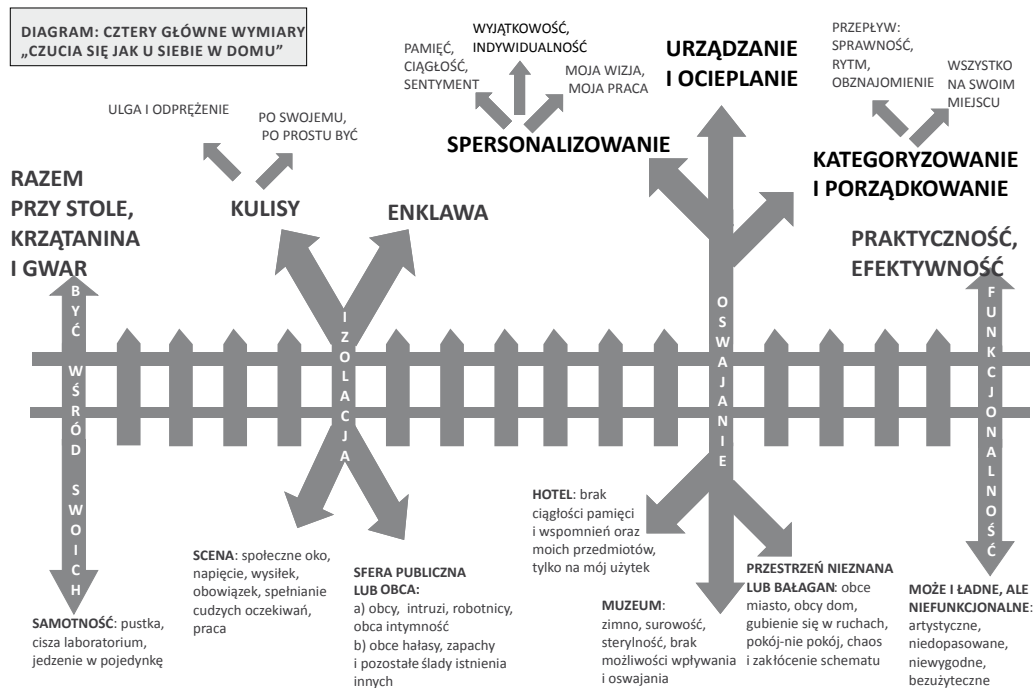 DIAGRAM: CZTERY GŁÓWNE WYMIARY
„CZUCIA SIĘ JAK U SIEBIE W DOMU”
ULGA I ODPRĘŻENIE
PO SWOJEMU,
PO PROSTU BYĆ
PAMIĘĆ,
CIĄGŁOŚĆ,
SENTYMENT
WYJĄTKOWOŚĆ,
INDYWIDUALNOŚĆ
MOJA WIZJA,
MOJA PRACA
URZĄDZANIE
I OCIEPLANIE
PRZEPŁYW:
SPRAWNOŚĆ,
RYTM,
OBZNAJOMIENIE
WSZYSTKO
NA SWOIM
MIEJSCU
RAZEM
PRZY STOLE,
KRZĄTANINA
I GWAR
KULISY
ENKLAWA
SPERSONALIZOWANIE
KATEGORYZOWANIE
I PORZĄDKOWANIE
PRAKTYCZNOŚĆ,
EFEKTYWNOŚĆ
BYĆ WŚRÓD SWOICH
IZOLACJA
OSWAJANIE
FUNKCJONALNOŚĆ
SAMOTNOŚĆ: pustka,
cisza laboratorium,
jedzenie w pojedynkę
SCENA: społeczne oko,
napięcie, wysiłek,
obowiązek, spełnianie
cudzych oczekiwań,
praca
SFERA PUBLICZNA
LUB OBCA:
a) obcy, intruzi, robotnicy,
obca intymność
b) obce hałasy, zapachy
i pozostałe ślady istnienia
innych
HOTEL: brak
ciągłości pamięci
i wspomnień oraz
moich przedmiotów,
tylko na mój użytek
MUZEUM:
zimno, surowość,
sterylność, brak
możliwości wpływania
i oswajania
PRZESTRZEŃ NIEZNANA
LUB BAŁAGAN: obce
miasto, obcy dom,
gubienie się w ruchach,
pokój-nie pokój, chaos
i zakłócenie schematu
MOŻE I ŁADNE, ALE
NIEFUNKCJONALNE:
artystyczne,
niedopasowane,
niewygodne,
bezużyteczne